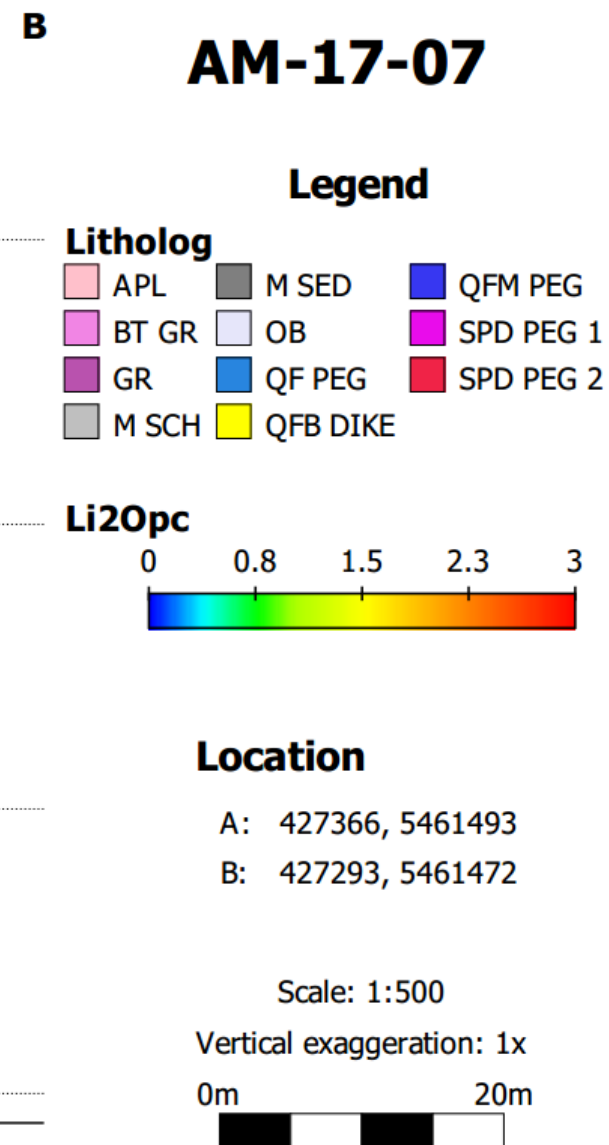 B
AM-17-07
Legend
Litholog
APL M SED QFM PEG
BT GR OB SPD PEG 1
GR QF PEG SPD PEG 2
M SCH QFB DIKE
Li2Opc
0 0.8 1.5 2.3 3
Location
A: 427366, 5461493
B: 427293, 5461472
Scale: 1:500
Vertical exaggeration: 1x
0m 20m